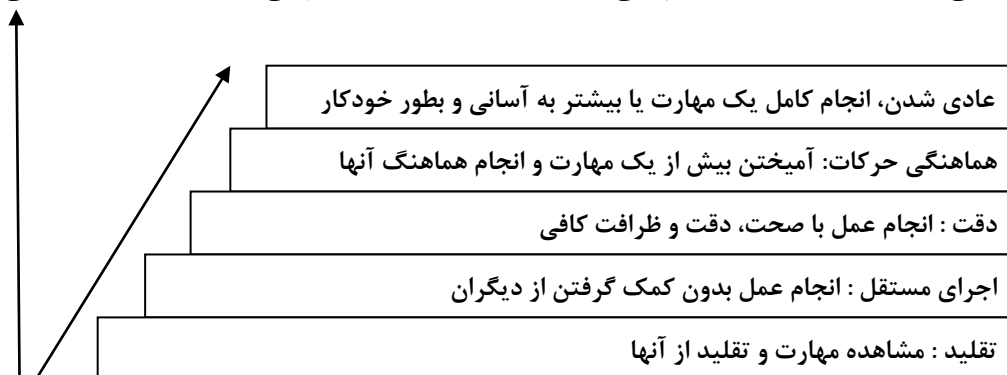 عادی شدن، انجام کامل یک مهارت یا بیشتر به آسانی و بطور خودکار
هماهنگی حرکات: آمیختن بیش از یک مهارت و انجام هماهنگ آنها
دقت : انجام عمل با صحت، دقت و ظرافت کافی
اجرای مستقل : انجام عمل بدون کمک گرفتن از دیگران
تقلید : مشاهده مهارت و تقلید از آنها